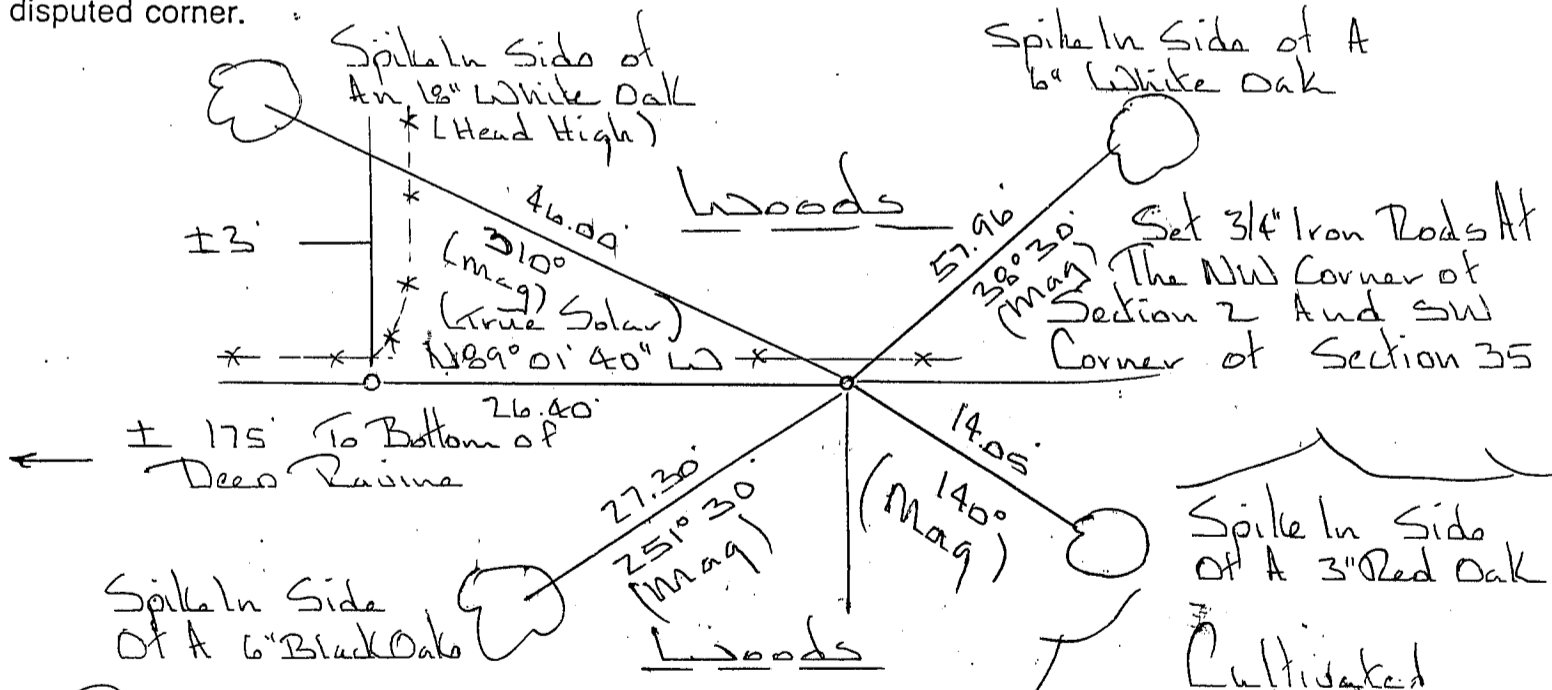 disputed corner.
Spike In Side of
An 18" White Oak
(Head High)
Spike In Side of A
6" White Oak
46.00'
310°
(mag)
Woods
57.96'
38°30'
(Mag)
Set 3/4" Iron Rods At
The NW Corner of
Section 2 And SW
Corner of Section 35
±3'
(True Solar)
N89°01'40" W
26.40'
± 175' To Bottom of
Deep Ravine
27.30'
251°30'
(Mag)
14.05'
140°
(Mag)
Spike In Side
Of A 3" Red Oak
Spike In Side
Of A 6" Black Oak
Woods
Cultivated